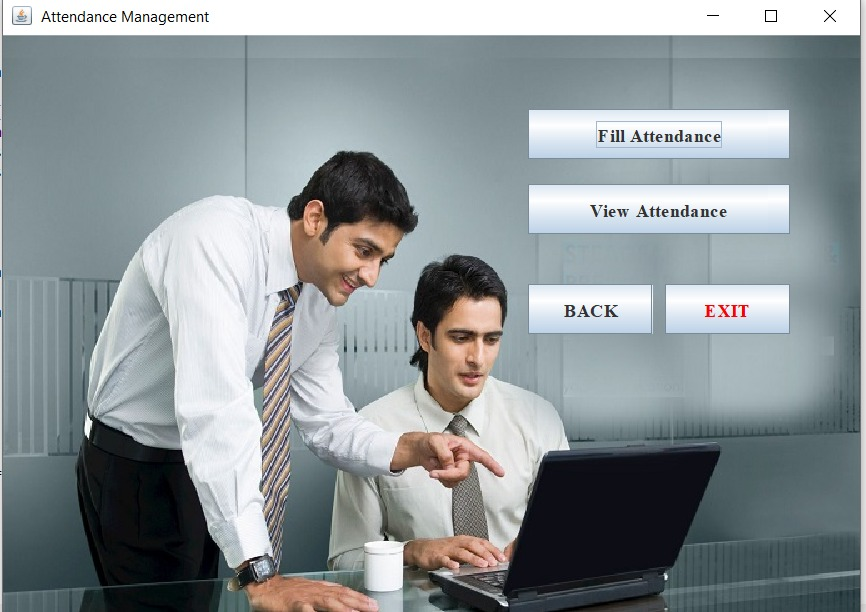 Attendance Management
Fill Attendance
View Attendance
BACK
EXIT